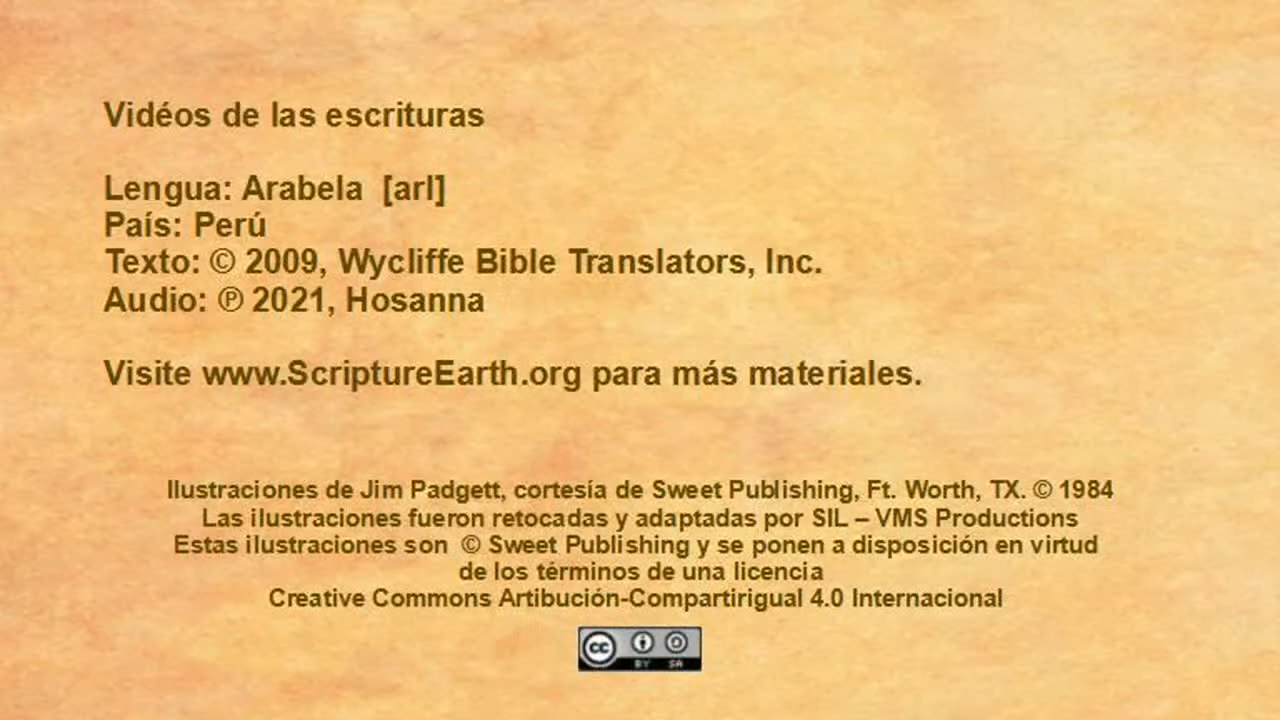 Vidéos de las escrituras
Lengua: Arabela [arl]
País: Perú
Texto: © 2009, Wycliffe Bible Translators, Inc.
Audio: ℗ 2021, Hosanna
Visite www.ScriptureEarth.org para más materiales.
Ilustraciones de Jim Padgett, cortesía de Sweet Publishing, Ft. Worth, TX. © 1984
Las ilustraciones fueron retocadas y adaptadas por SIL – VMS Productions
Estas ilustraciones son © Sweet Publishing y se ponen a disposición en virtud
de los términos de una licencia
Creative Commons Artibución-Compartirigual 4.0 Internacional
cc
BY SA